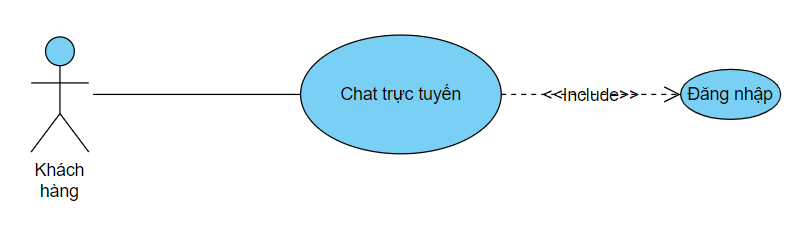 Chat trực tuyến
<<Include>>
Đăng nhập
Khách
hàng